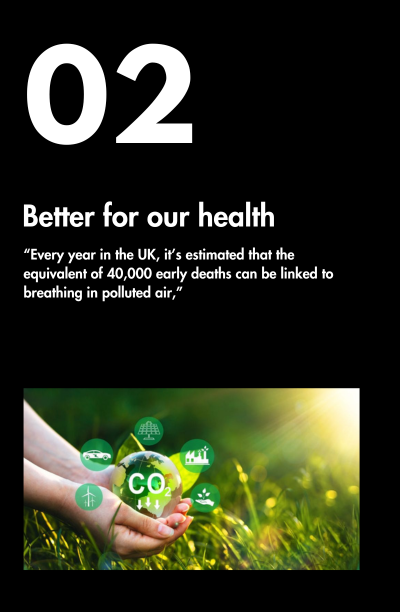 02
Better for our health
“Every year in the UK, it’s estimated that the
equivalent of 40,000 early deaths can be linked to
breathing in polluted air,”
CO2